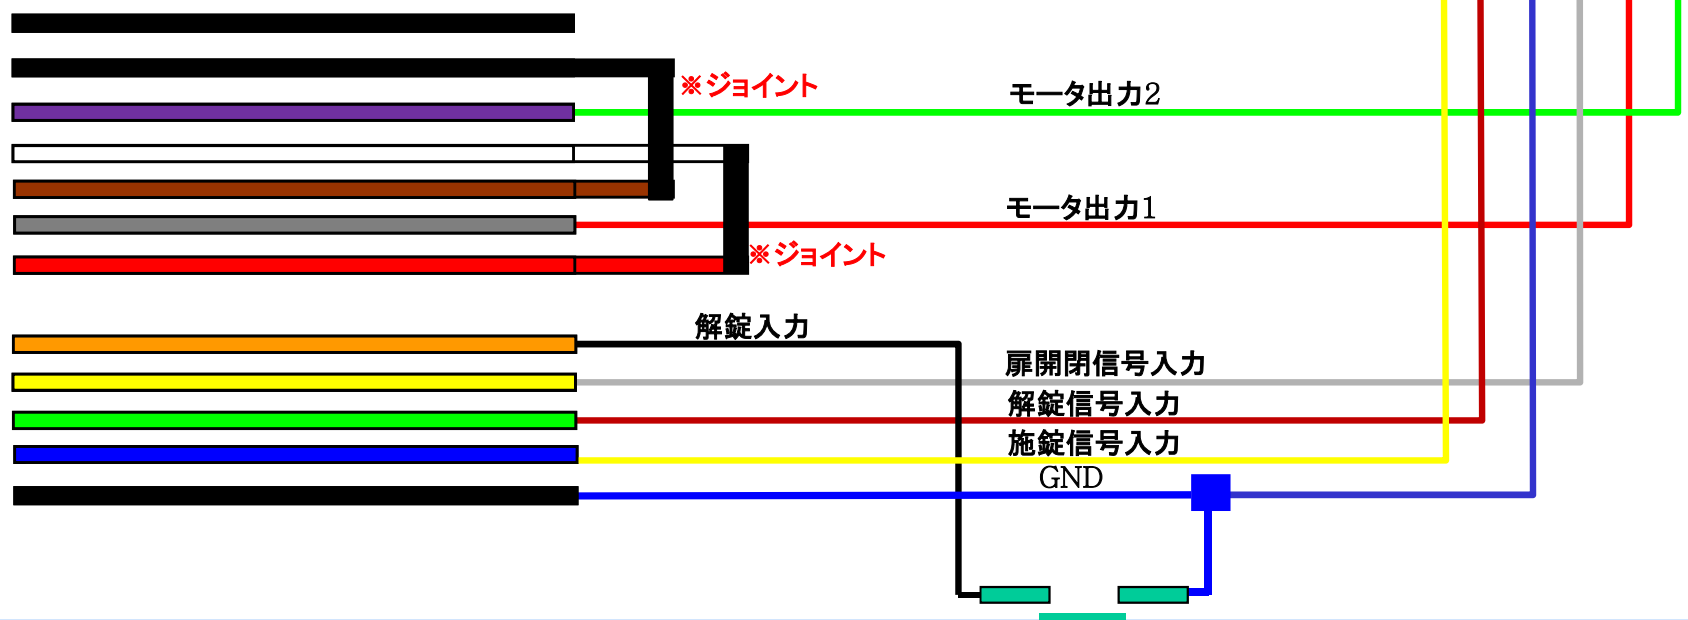 ※ジョイント
モータ出力2
モータ出力1
※ジョイント
解錠入力
扉開閉信号入力
解錠信号入力
施錠信号入力
GND